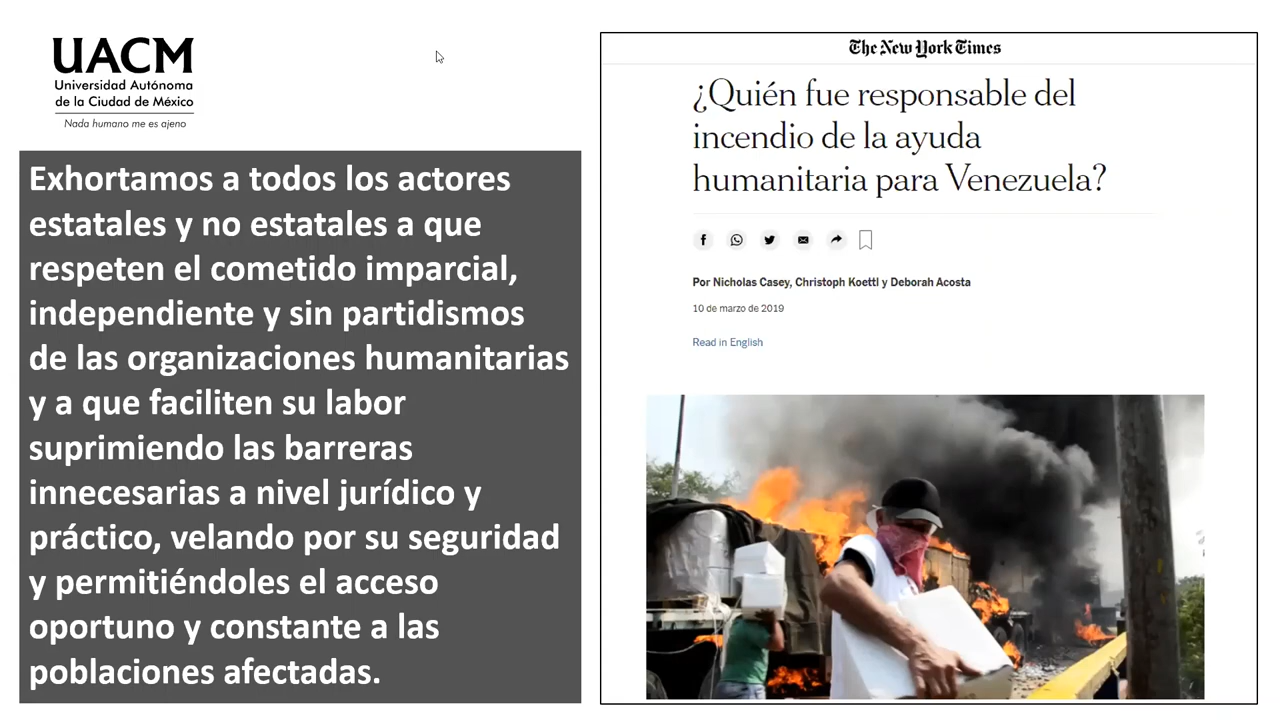 UACM
Universidad Autónoma
de la Ciudad de México
Nada humano me es ajeno
Exhortamos a todos los actores
estatales y no estatales a que
respeten el cometido imparcial,
independiente y sin partidismos
de las organizaciones humanitarias
y a que faciliten su labor
suprimiendo las barreras
innecesarias a nivel jurídico y
práctico, velando por su seguridad
y permitiéndoles el acceso
oportuno y constante a las
poblaciones afectadas.
The New York Times
¿Quién fue responsable del
incendio de la ayuda
humanitaria para Venezuela?
Por Nicholas Casey, Christoph Koettl y Deborah Acosta
10 de marzo de 2019
Read in English